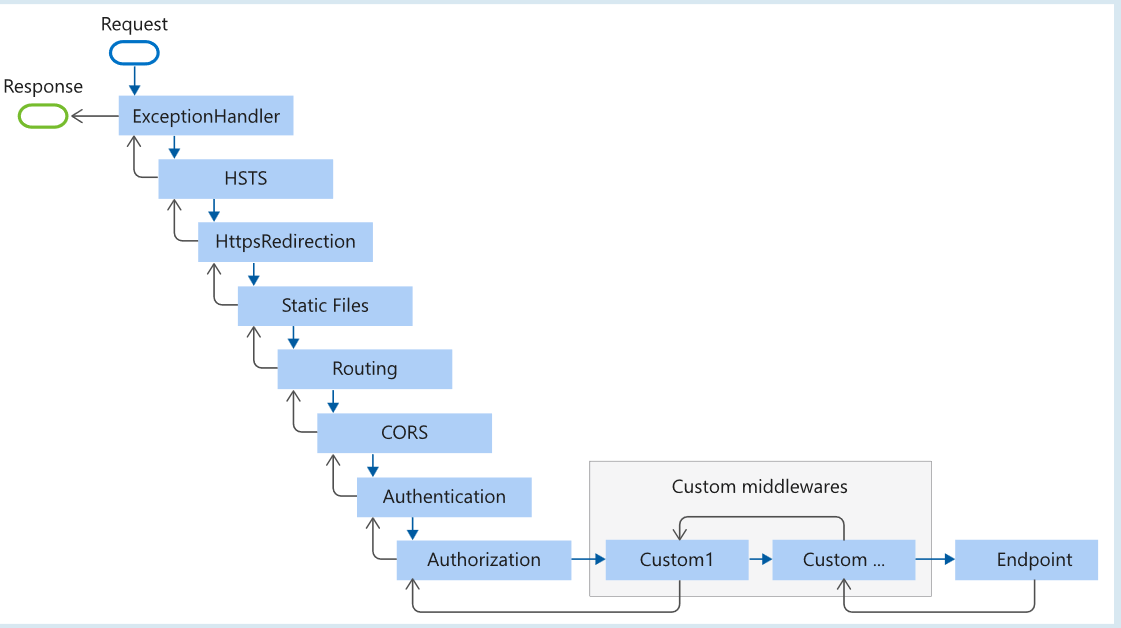 Request
Response
ExceptionHandler
HSTS
HttpsRedirection
Static Files
Routing
CORS
Authentication
Custom middlewares
Authorization
Custom1
Custom ...
Endpoint